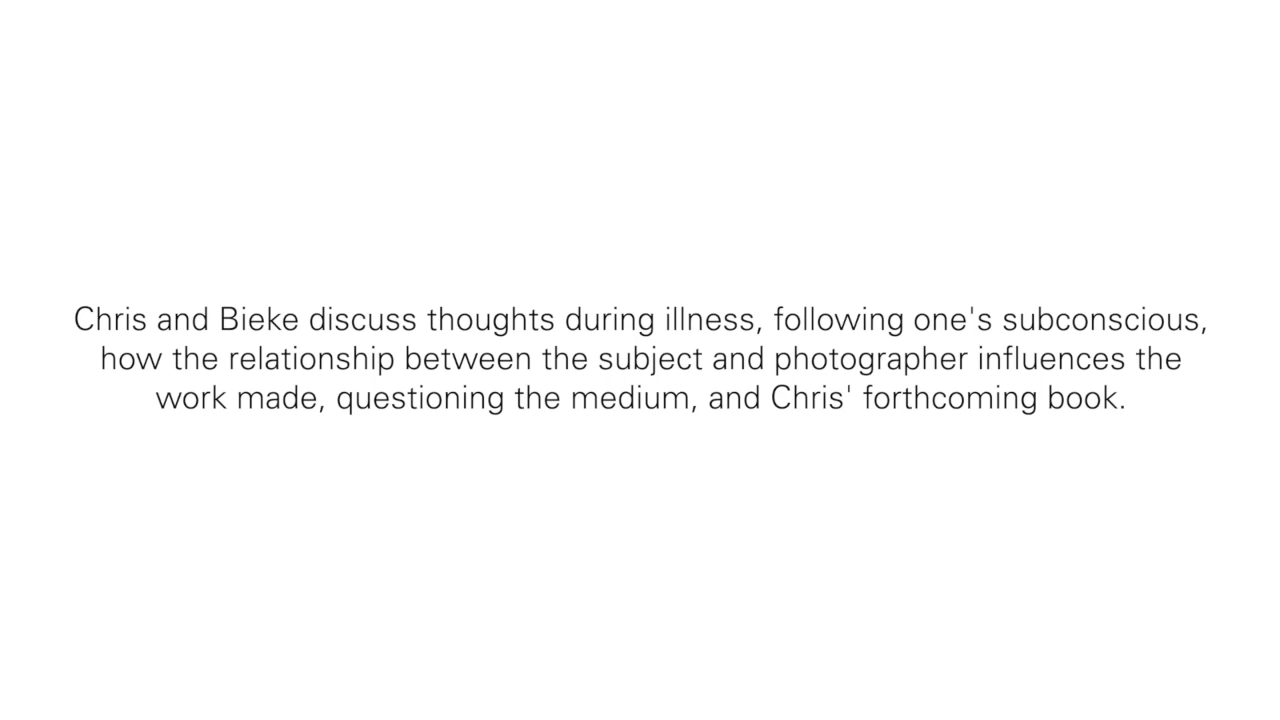 Chris and Bieke discuss thoughts during illness, following one's subconscious,
how the relationship between the subject and photographer influences the
work made, questioning the medium, and Chris' forthcoming book.